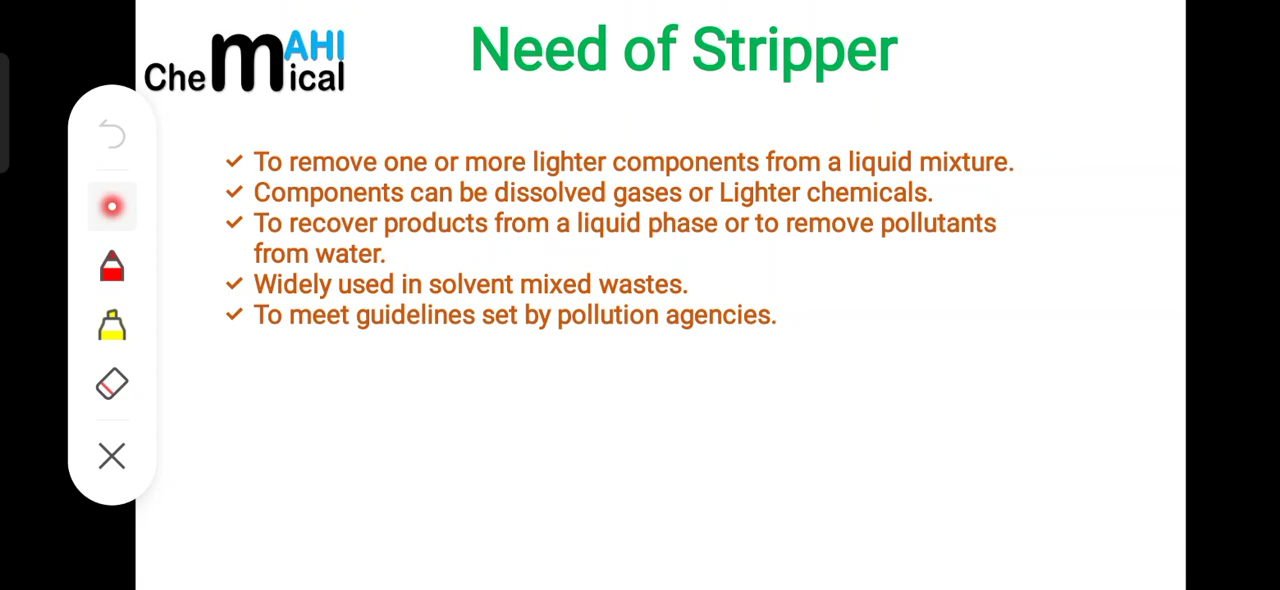 Chemical MAHI
Need of Stripper
✓ To remove one or more lighter components from a liquid mixture.
✓ Components can be dissolved gases or Lighter chemicals.
✓ To recover products from a liquid phase or to remove pollutants
from water.
✓ Widely used in solvent mixed wastes.
✓ To meet guidelines set by pollution agencies.